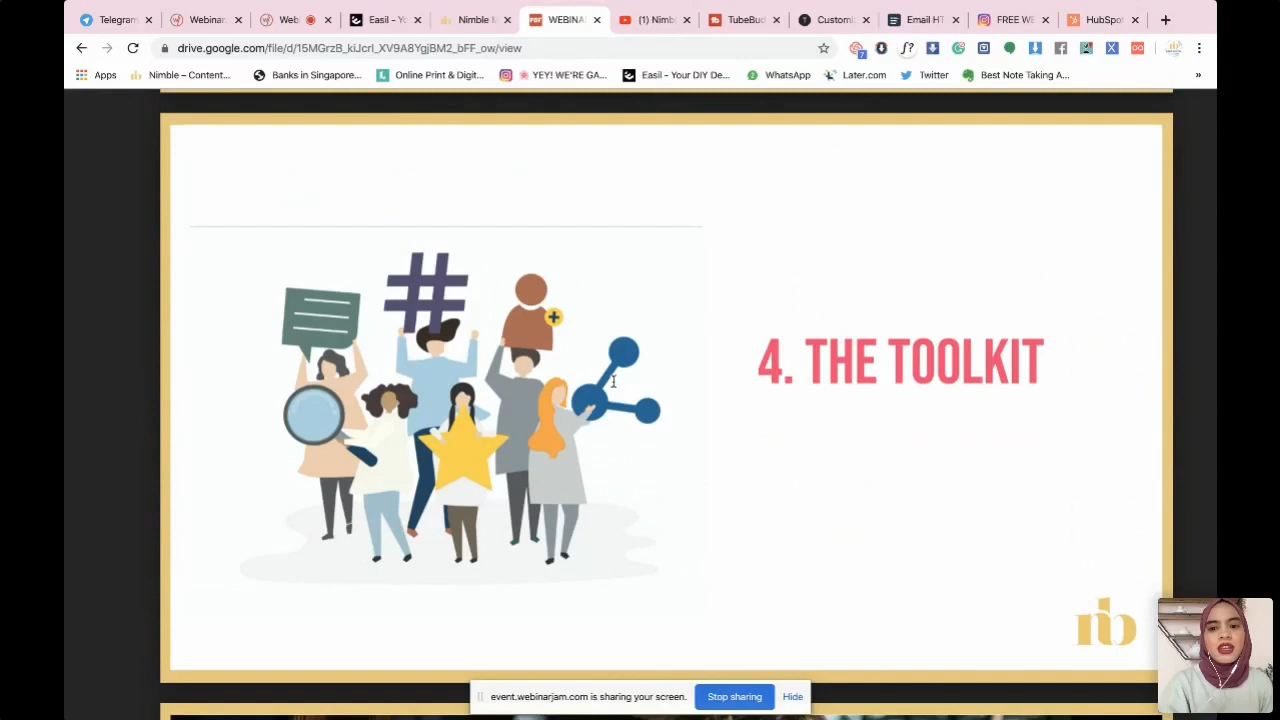 Telegram
Webinar.
Web
Easil - Yo
Nimble M
WEBINA
(1) Nimb
TubeBud
Customi
Email HT
FREE WE
HubSpot
drive.google.com/file/d/15MGrzB_kiJcrl_XV9A8YgjBM2_bFF_ow/view
Apps
Nimble – Content...
Banks in Singapore...
Online Print & Digit...
YEY! WE'RE GA...
Easil - Your DIY De...
WhatsApp
Later.com
Twitter
Best Note Taking A...
»
#
4. THE TOOLKIT
nb
event.webinarjam.com is sharing your screen.
Stop sharing
Hide